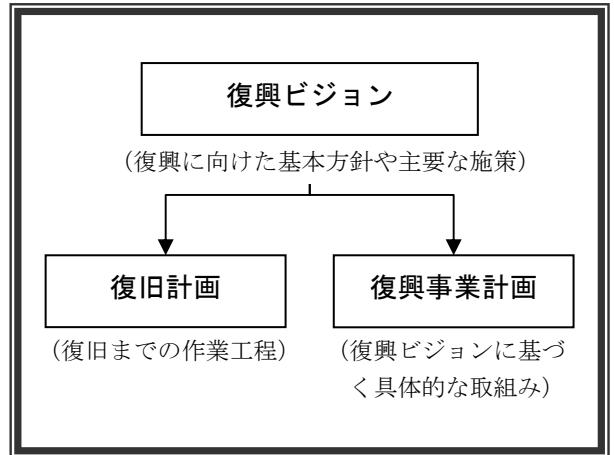 復興ビジョン
（復興に向けた基本方針や主要な施策）
復旧計画
（復旧までの作業工程）
復興事業計画
（復興ビジョンに基づ
く具体的な取組み）